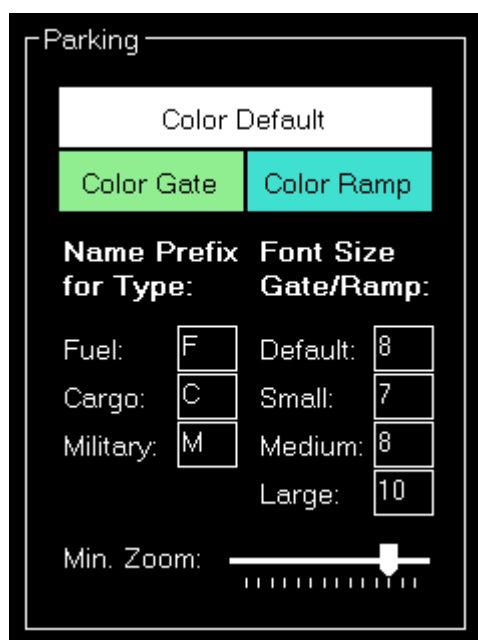 Parking
Color Default
Color Gate Color Ramp
Name Prefix Font Size
for Type: Gate/Ramp:
Fuel: F Default: 8
Cargo: C Small: 7
Military: M Medium: 8
Large: 10
Min. Zoom: